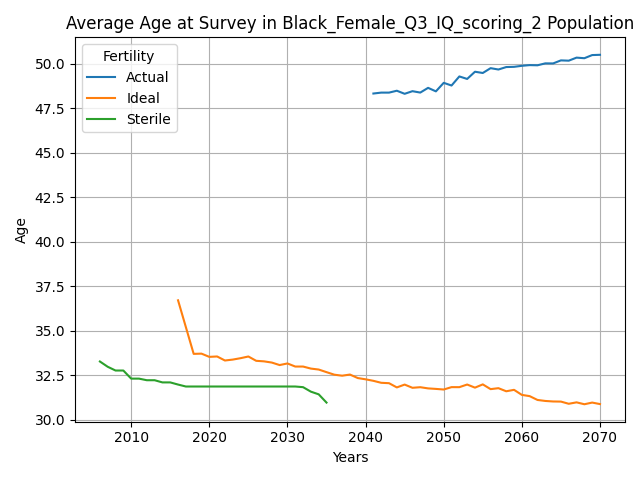 Average Age at Survey in Black_Female_Q3_IQ_scoring_2 Population
Fertility
Actual
Ideal
Sterile
Age
50.0
47.5
45.0
42.5
40.0
37.5
35.0
32.5
30.0
2010
2020
2030
2040
2050
2060
2070
Years